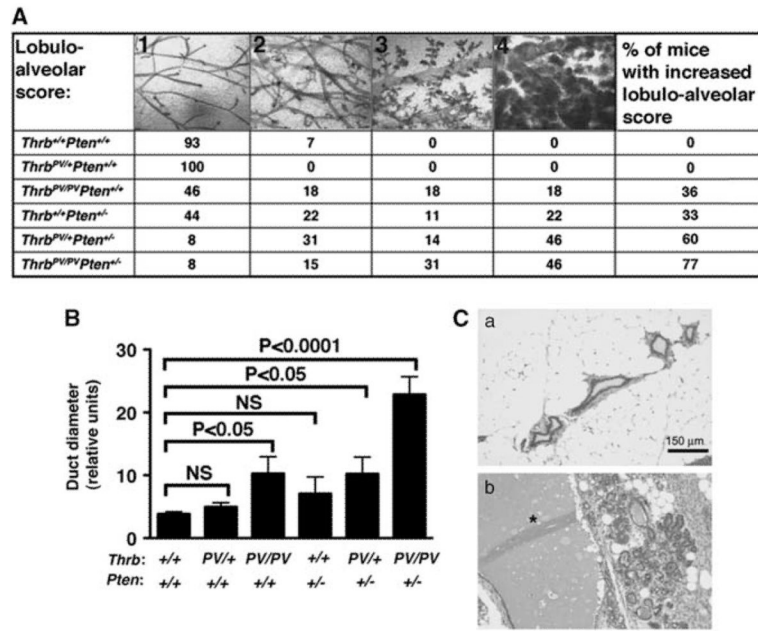 A
Lobulo-
alveolar
score:
1
2
3
4
% of mice
with increased
lobulo-alveolar
score
Thrb+/+Pten+/+ 93 7 0 0 0
ThrbPV/+Pten+/+ 100 0 0 0 0
ThrbPV/PVPten+/+ 46 18 18 18 36
Thrb+/+Pten+/- 44 22 11 22 33
ThrbPV/+Pten+/- 8 31 14 46 60
ThrbPV/PVPten+/- 8 15 31 46 77
B
Duct diameter
(relative units)
30
20
10
0
P<0.0001
P<0.05
NS
P<0.05
NS
Thrb: +/+ PV/+ PV/PV +/+ PV/+ PV/PV
Pten: +/+ +/+ +/+ +/- +/- +/-
C
a
150 µm
b
*